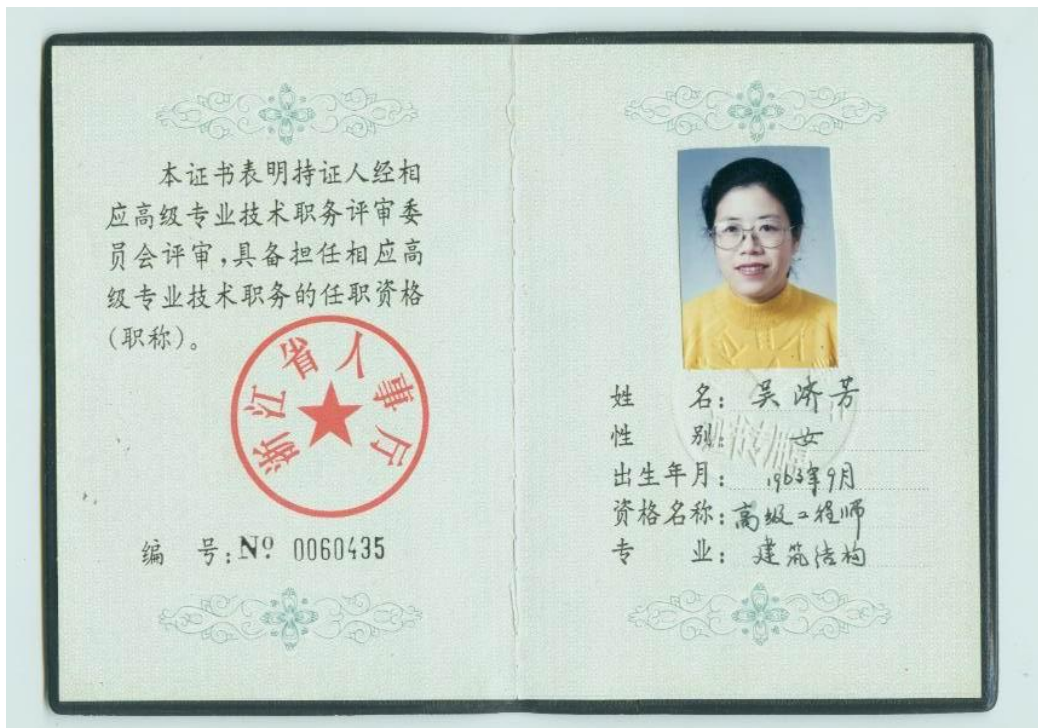 本证书表明持证人经相
应高级专业技术职务评审委
员会评审,具备担任相应高
级专业技术职务的任职资格
(职称)。
浙江省人事厅
编 号:Nº 0060435
姓 名:吴济芳
性 别:女
出生年月:1963年9月
资格名称:高级工程师
专 业:建筑结构